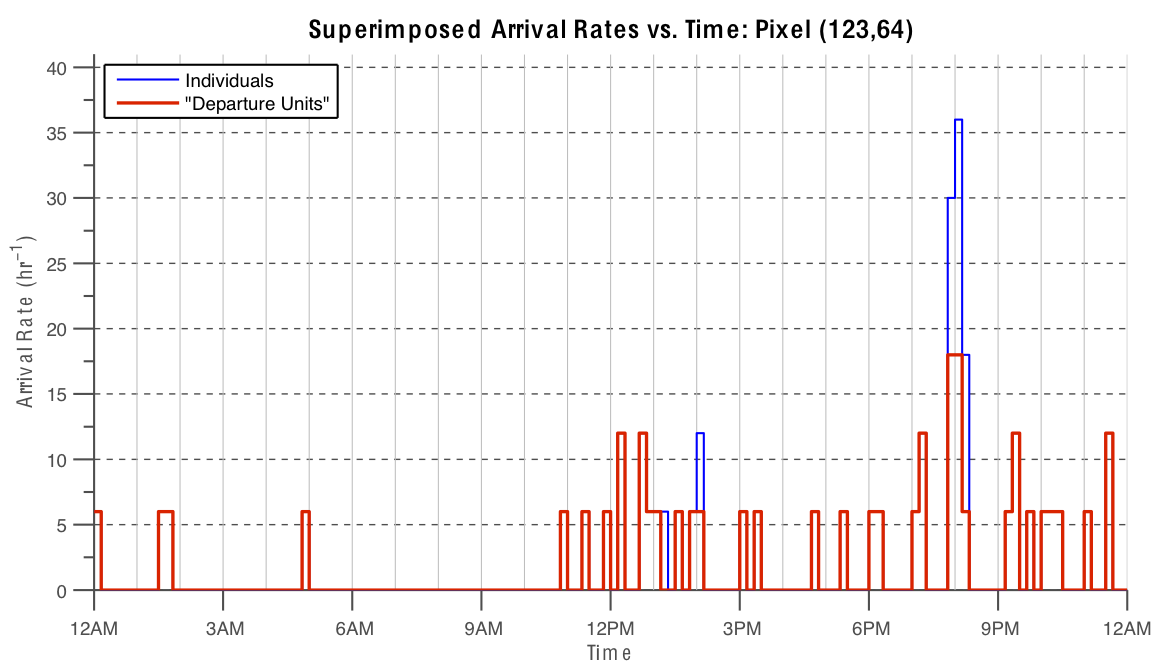 Superimposed Arrival Rates vs. Time: Pixel (123,64)
Individuals
"Departure Units"
Arrival Rate (hr⁻¹)
40
35
30
25
20
15
10
5
0
12AM 3AM 6AM 9AM 12PM 3PM 6PM 9PM 12AM
Time